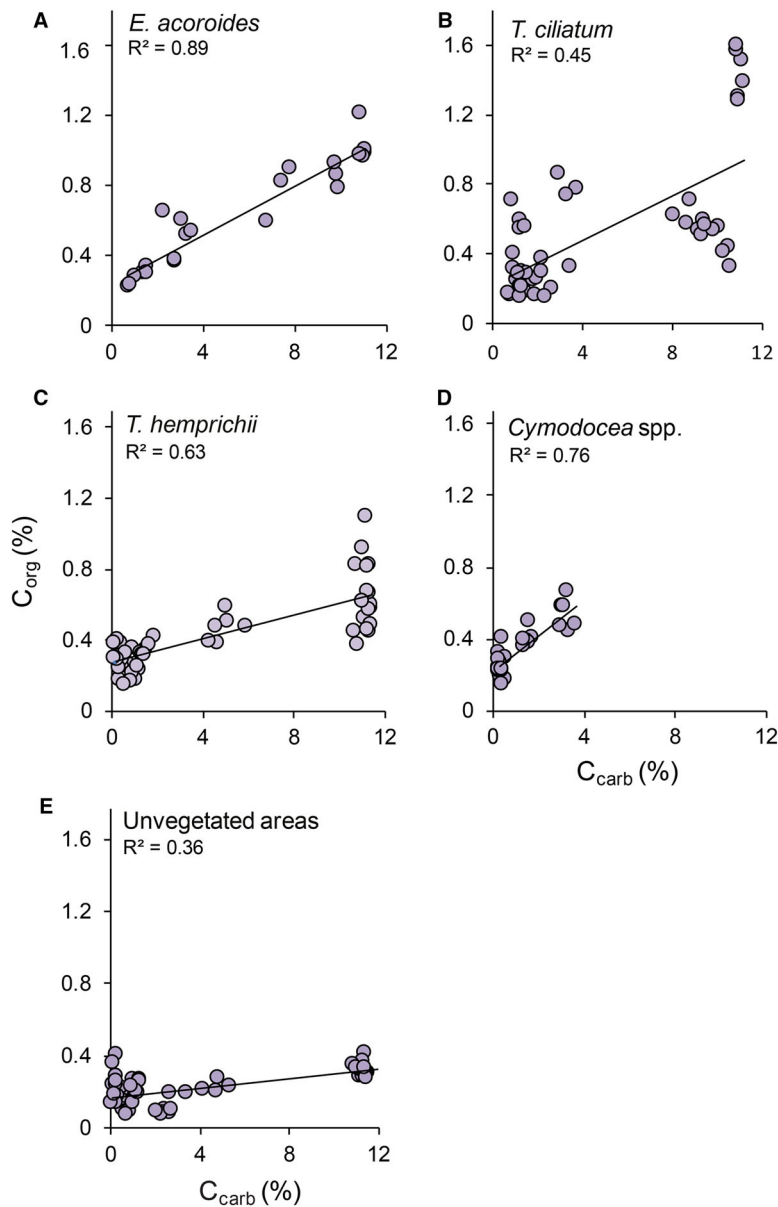 A
E. acoroides
R² = 0.89
1.6
1.2
0.8
0.4
0
0 4 8 12
B
T. ciliatum
R² = 0.45
1.6
1.2
0.8
0.4
0
0 4 8 12
C
T. hemprichii
R² = 0.63
Corg (%)
1.6
1.2
0.8
0.4
0
0 4 8 12
D
Cymodocea spp.
R² = 0.76
1.6
1.2
0.8
0.4
0
0 4 8 12
Ccarb (%)
E
Unvegetated areas
R² = 0.36
1.6
1.2
0.8
0.4
0
0 4 8 12
Ccarb (%)